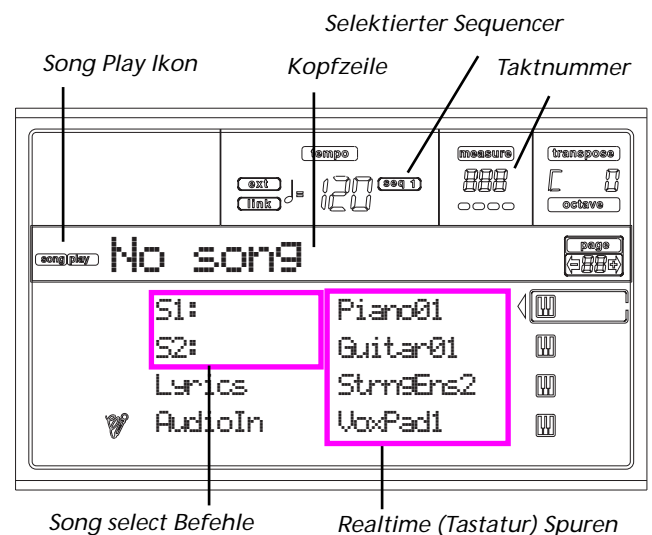 Selektierter Sequencer
Song Play Ikon
Kopfzeile
Taktnummer
tempo
measure
transpose
ext
link
= 120
seq 1
888
C 0
octave
song play
No song
page
88
S1:
Piano01
S2:
Guitar01
Lyrics
StrngEns2
AudioIn
VoxPad1
Song select Befehle
Realtime (Tastatur) Spuren